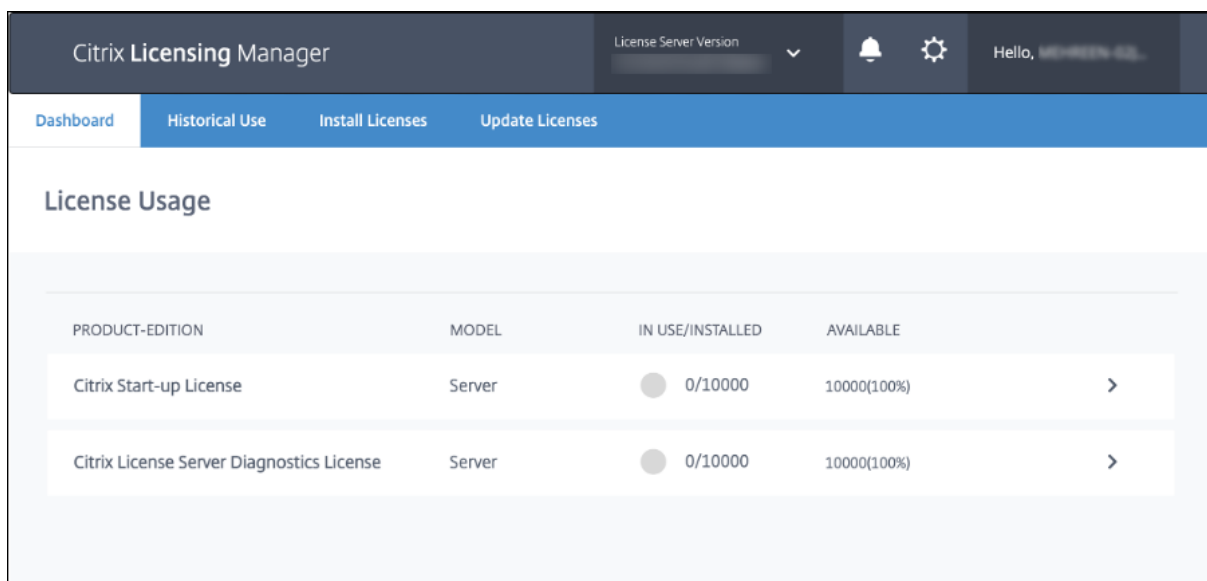 Citrix Licensing Manager
License Server Version
Hello,
Dashboard Historical Use Install Licenses Update Licenses
License Usage
PRODUCT-EDITION MODEL IN USE/INSTALLED AVAILABLE
Citrix Start-up License Server 0/10000 10000(100%)
Citrix License Server Diagnostics License Server 0/10000 10000(100%)